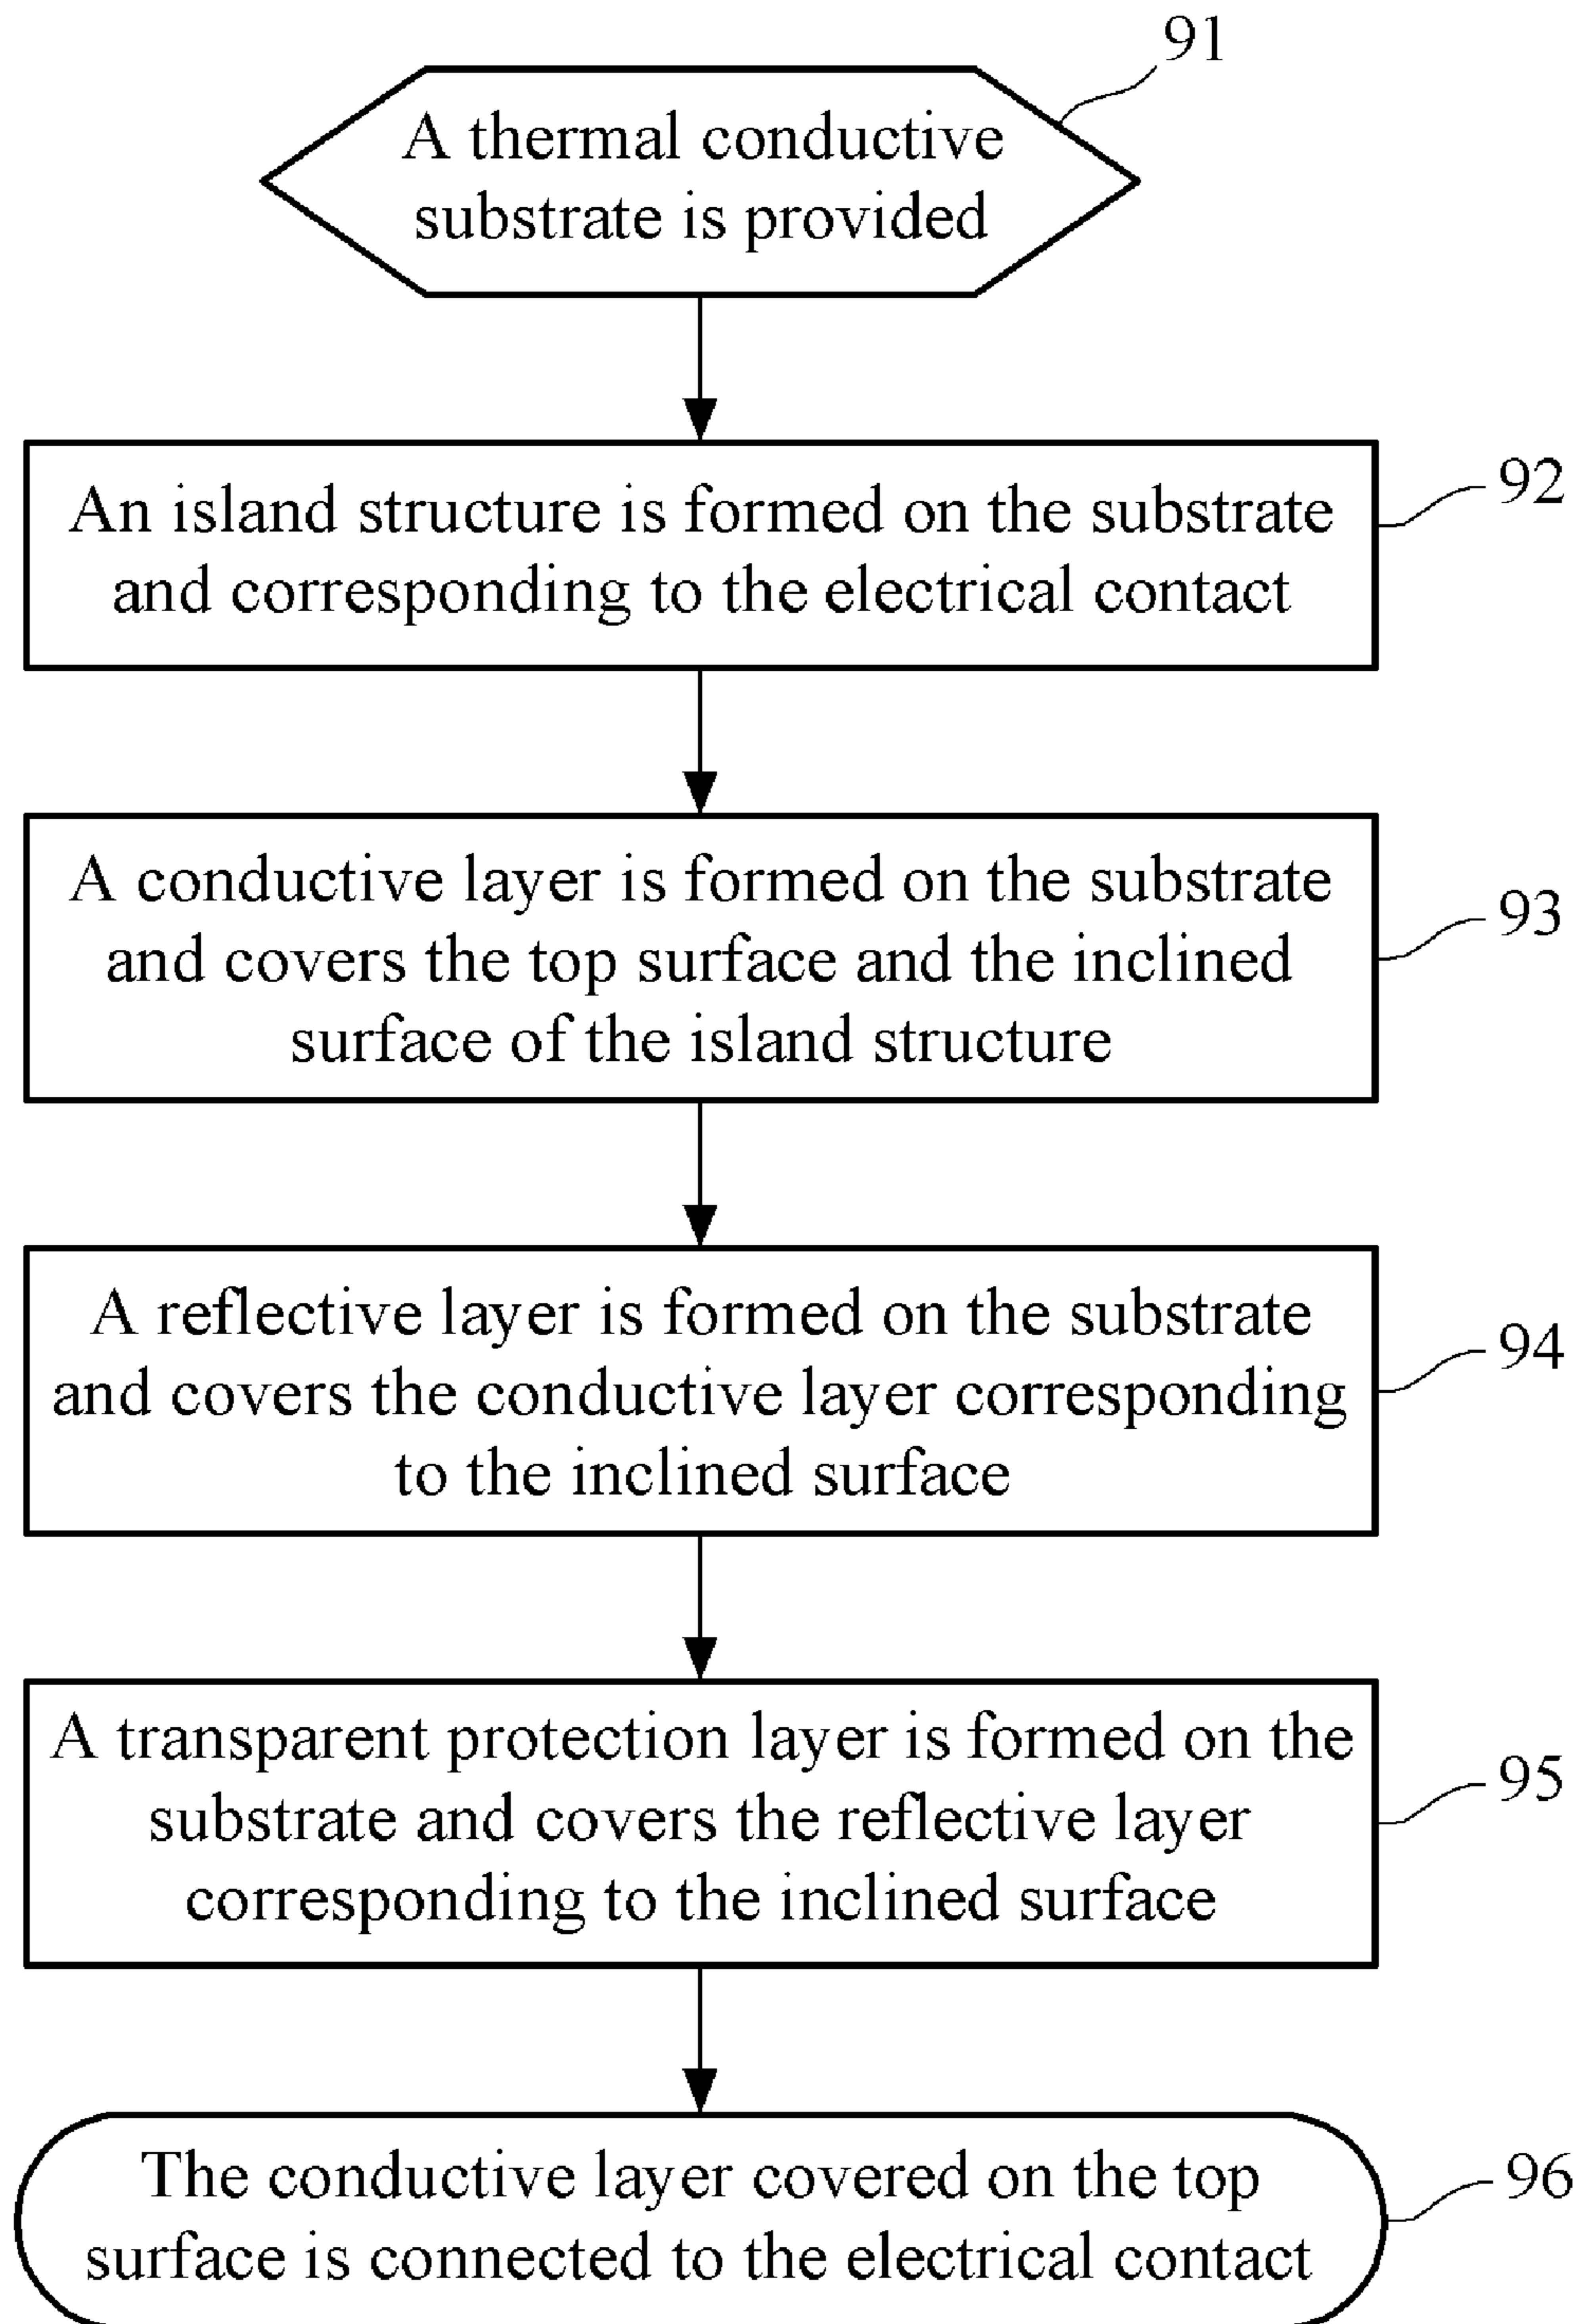 91
A thermal conductive
substrate is provided
An island structure is formed on the substrate
and corresponding to the electrical contact
92
A conductive layer is formed on the substrate
and covers the top surface and the inclined
surface of the island structure
93
A reflective layer is formed on the substrate
and covers the conductive layer corresponding
to the inclined surface
94
A transparent protection layer is formed on the
substrate and covers the reflective layer
corresponding to the inclined surface
95
The conductive layer covered on the top
surface is connected to the electrical contact
96